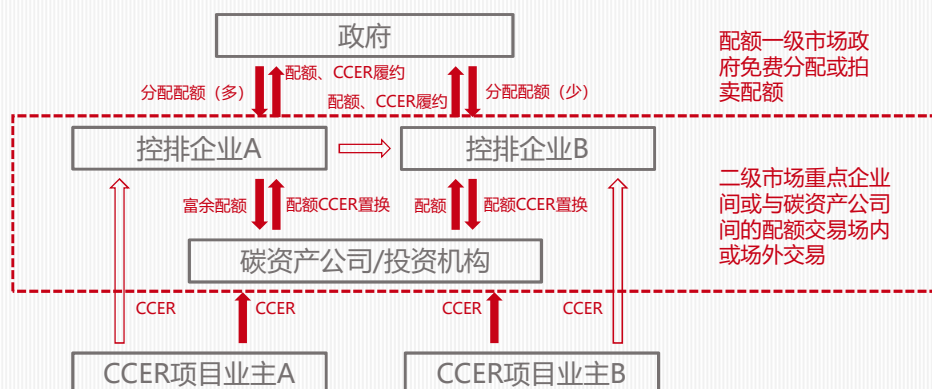 政府
配额一级市场政
府免费分配或拍
卖配额
分配配额（多）
配额、CCER履约
配额、CCER履约
分配配额（少）
控排企业A
控排企业B
二级市场重点企业
间或与碳资产公司
间的配额交易场内
或场外交易
富余配额
配额CCER置换
配额
配额CCER置换
碳资产公司/投资机构
CCER
CCER
CCER
CCER
CCER项目业主A
CCER项目业主B